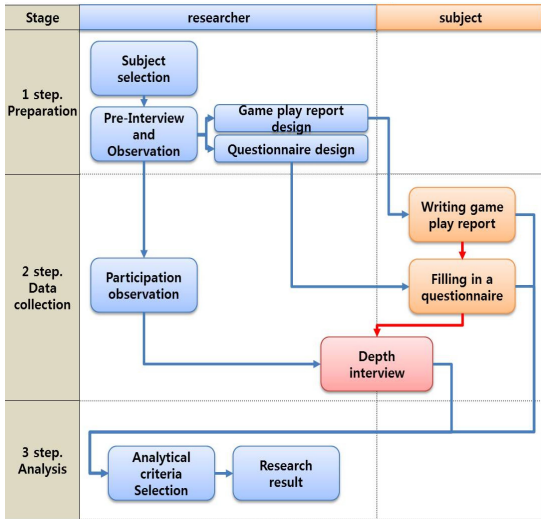 Stage
researcher
subject
1 step.
Preparation
Subject
selection
Pre-Interview
and
Observation
Game play report
design
Questionnaire design
2 step.
Data
collection
Writing game
play report
Participation
observation
Filling in a
questionnaire
Depth
interview
3 step.
Analysis
Analytical
criteria
Selection
Research
result